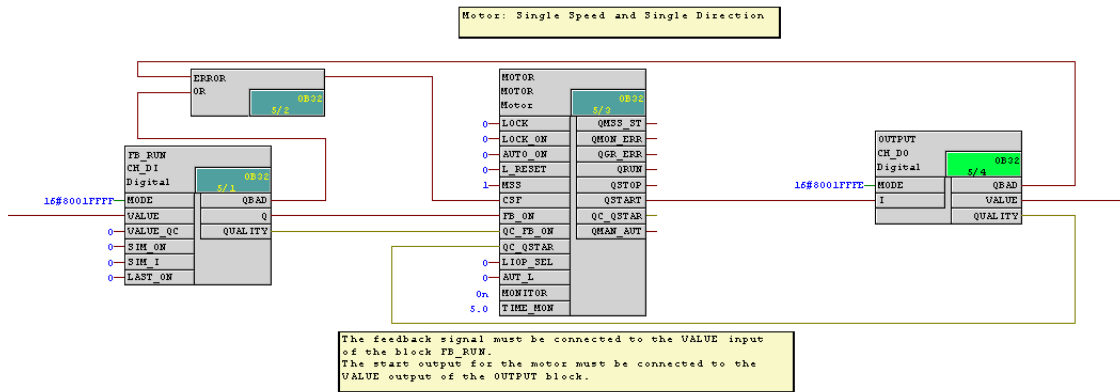 Motor: Single Speed and Single Direction
ERROR
OR
OB32
5/2
FB_RUN
CH_DI
Digital
OB32
5/1
16#8001FFFF
MODE
QBAD
VALUE
Q
0
VALUE_QC
QUALITY
0
SIM_ON
0
SIM_I
0
LAST_ON
MOTOR
MOTOR
Motor
OB32
5/3
0
LOCK
QMSS_ST
0
LOCK_ON
QMON_ERR
0
AUTO_ON
QGR_ERR
0
L_RESET
QRUN
1
MSS
QSTOP
CSF
QSTART
FB_ON
QC_QSTAR
QC_FB_ON
QMAN_AUT
QC_QSTAR
0
LIOP_SEL
0
AUT_L
On
MONITOR
5.0
TIME_MON
OUTPUT
CH_DO
Digital
OB32
5/4
16#8001FFFE
MODE
QBAD
I
VALUE
QUALITY
The feedback signal must be connected to the VALUE input
of the block FB_RUN.
The start output for the motor must be connected to the
VALUE output of the OUTPUT block.